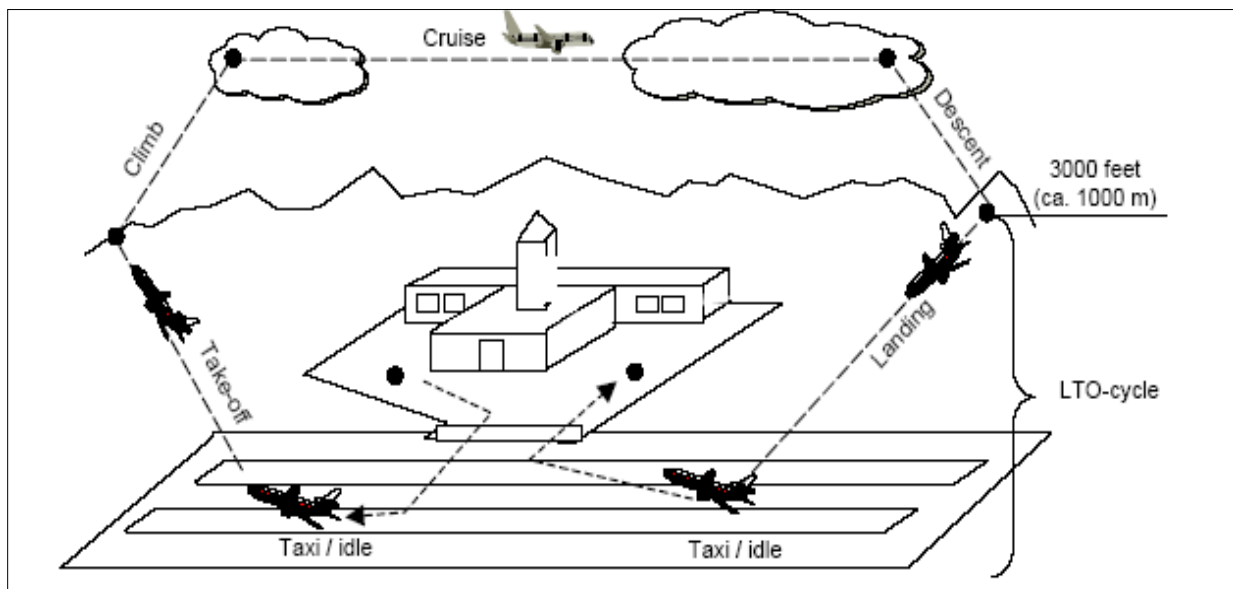 Cruise
Climb
Descent
3000 feet
(ca. 1000 m)
Take-off
Landing
LTO-cycle
Taxi / idle
Taxi / idle